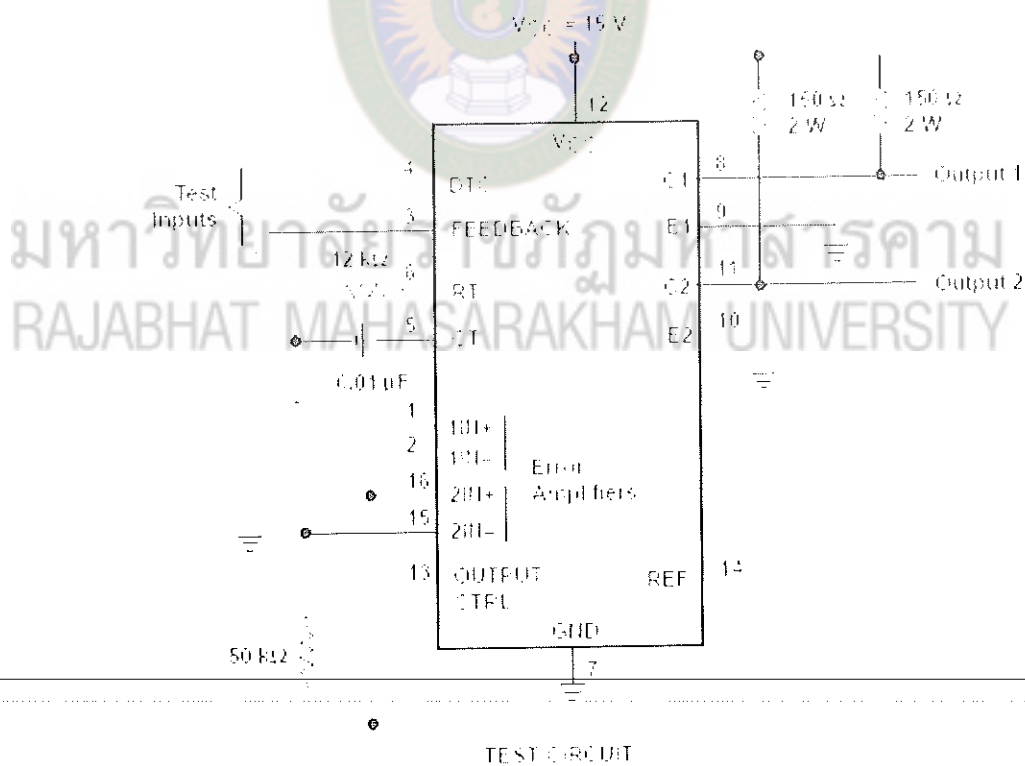 VCC = 15 V
12
VCC
150 Ω
2 W
150 Ω
2 W
4
DTC
8
C1
Output 1
Test
Inputs
3
FEEDBACK
9
E1
มหาวิทยาลัยราชภัฏมหาสารคาม
12 kΩ
6
RT
11
C2
Output 2
RAJABHAT MAHASARAKHAM UNIVERSITY
5
CT
10
E2
0.01 uF
1
1IN+
2
1IN–
Error
Amplifiers
16
2IN+
15
2IN–
13
OUTPUT
CTRL
REF
14
GND
50 kΩ
7
TEST CIRCUIT